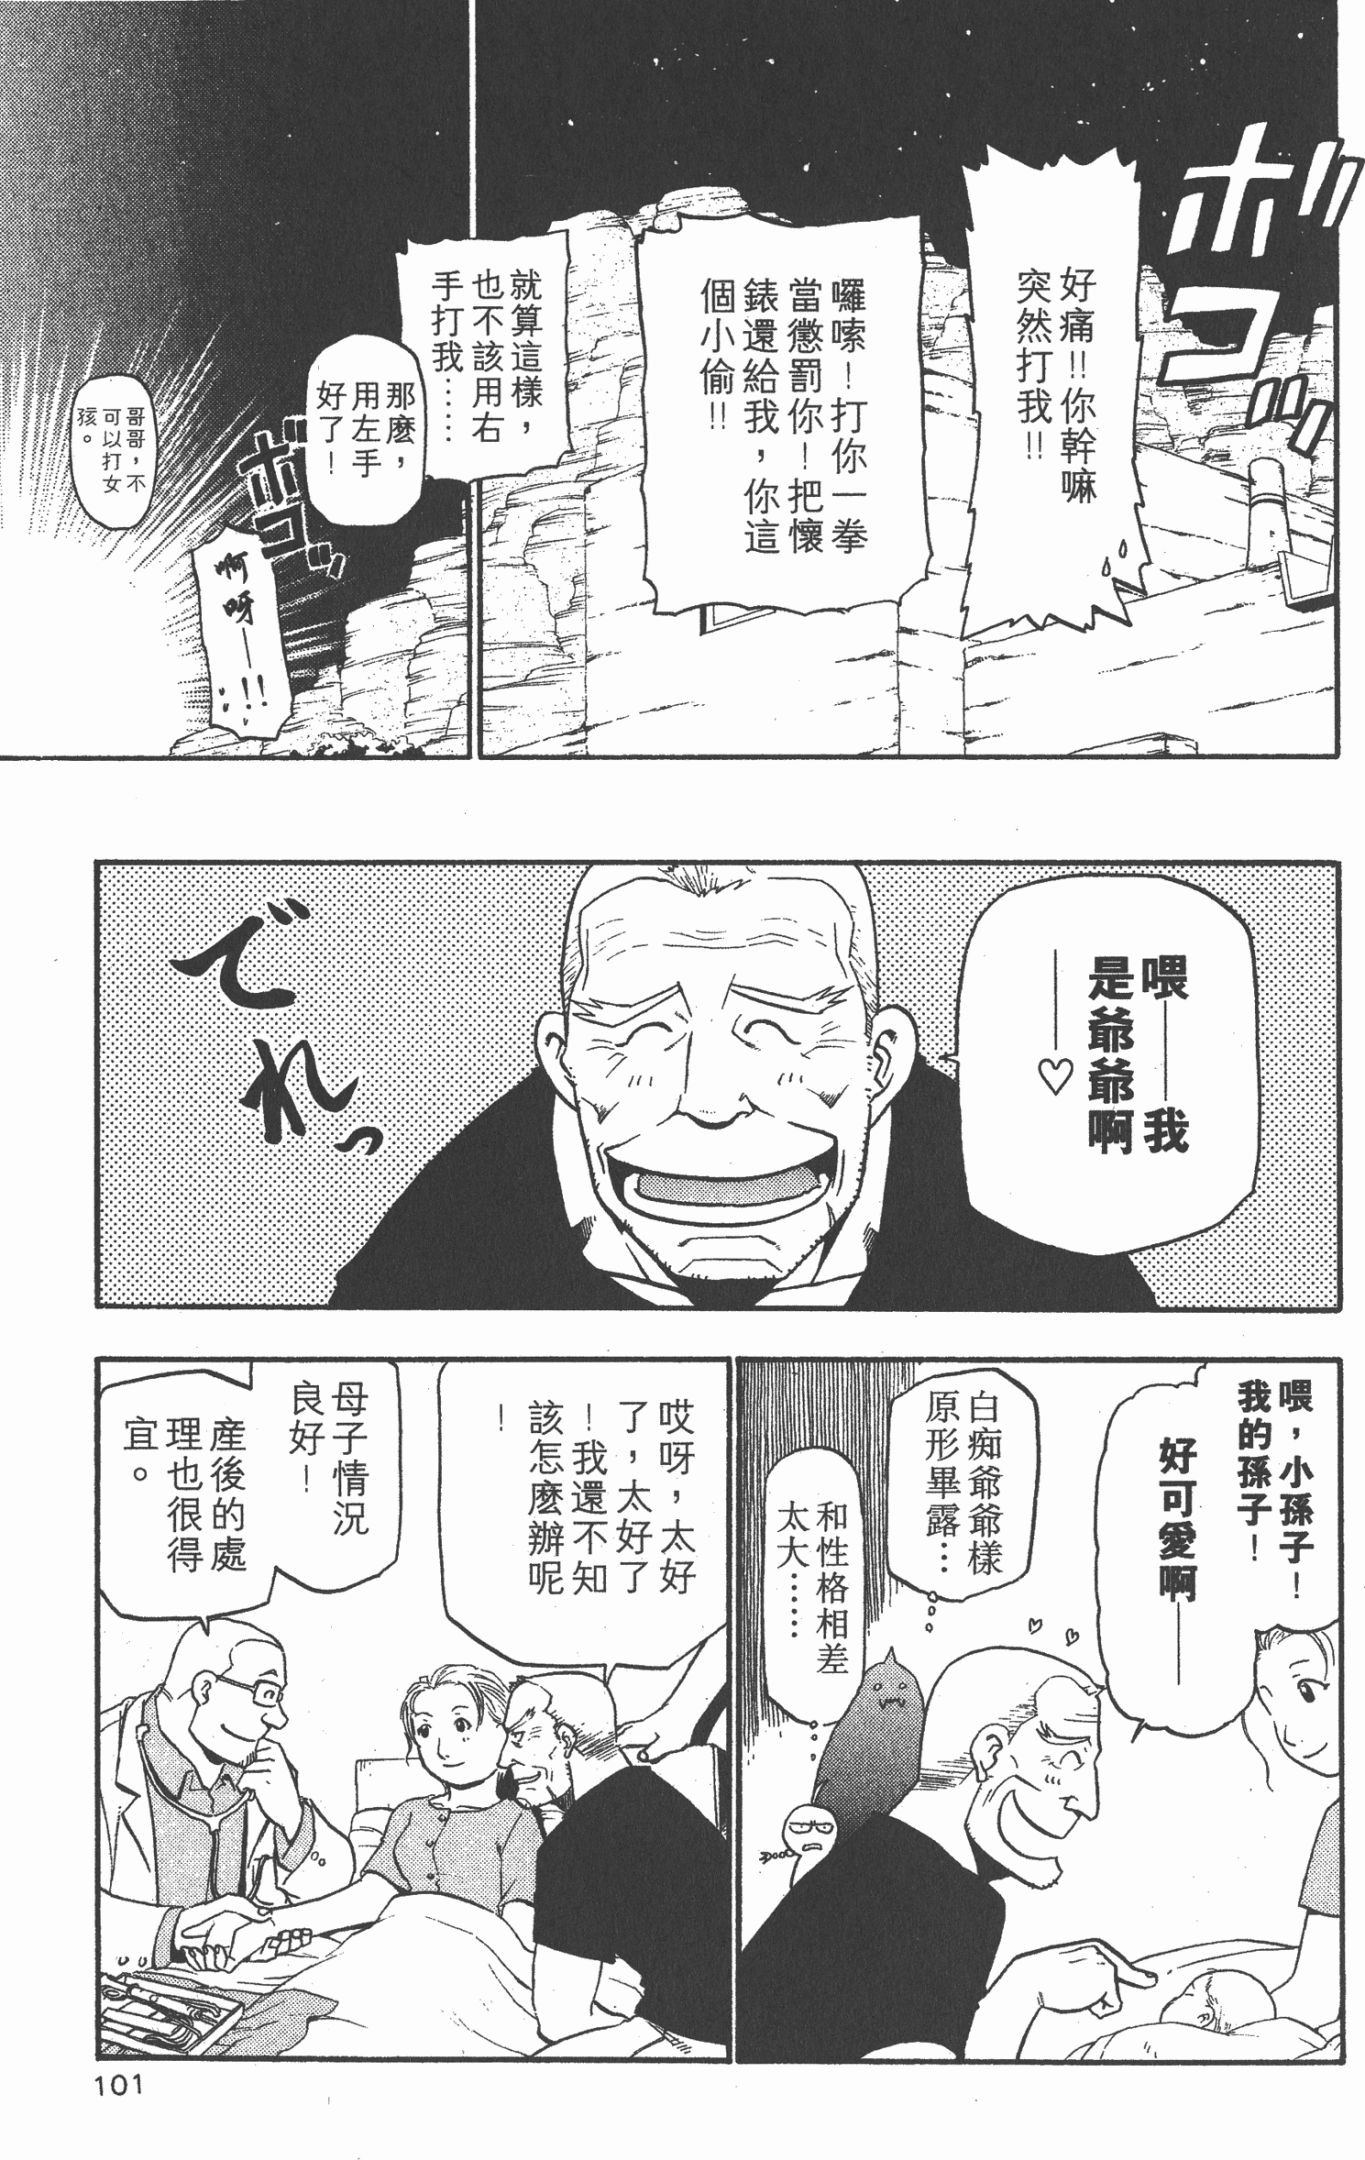 ボコッ
好痛!!你幹嘛
突然打我!!
囉嗦!打你一拳
當懲罰你!把懷
錶還給我，你這
個小偷!!
就算這樣，
也不該用右
手打我……
那麼，
用左手
好了!
ボコッ
啊呀——!!
哥哥，不
可以打女
孩。
喂——我
是爺爺啊
——♡
でれっ
喂，小孫子!
我的孫子!
好可愛啊——
白痴爺爺樣
原形畢露…
和性格相差
太大……
哎呀，太好
了，太好了
!我還不知
該怎麼辦呢
!
母子情況
良好!
產後的處
理也很得
宜。
101